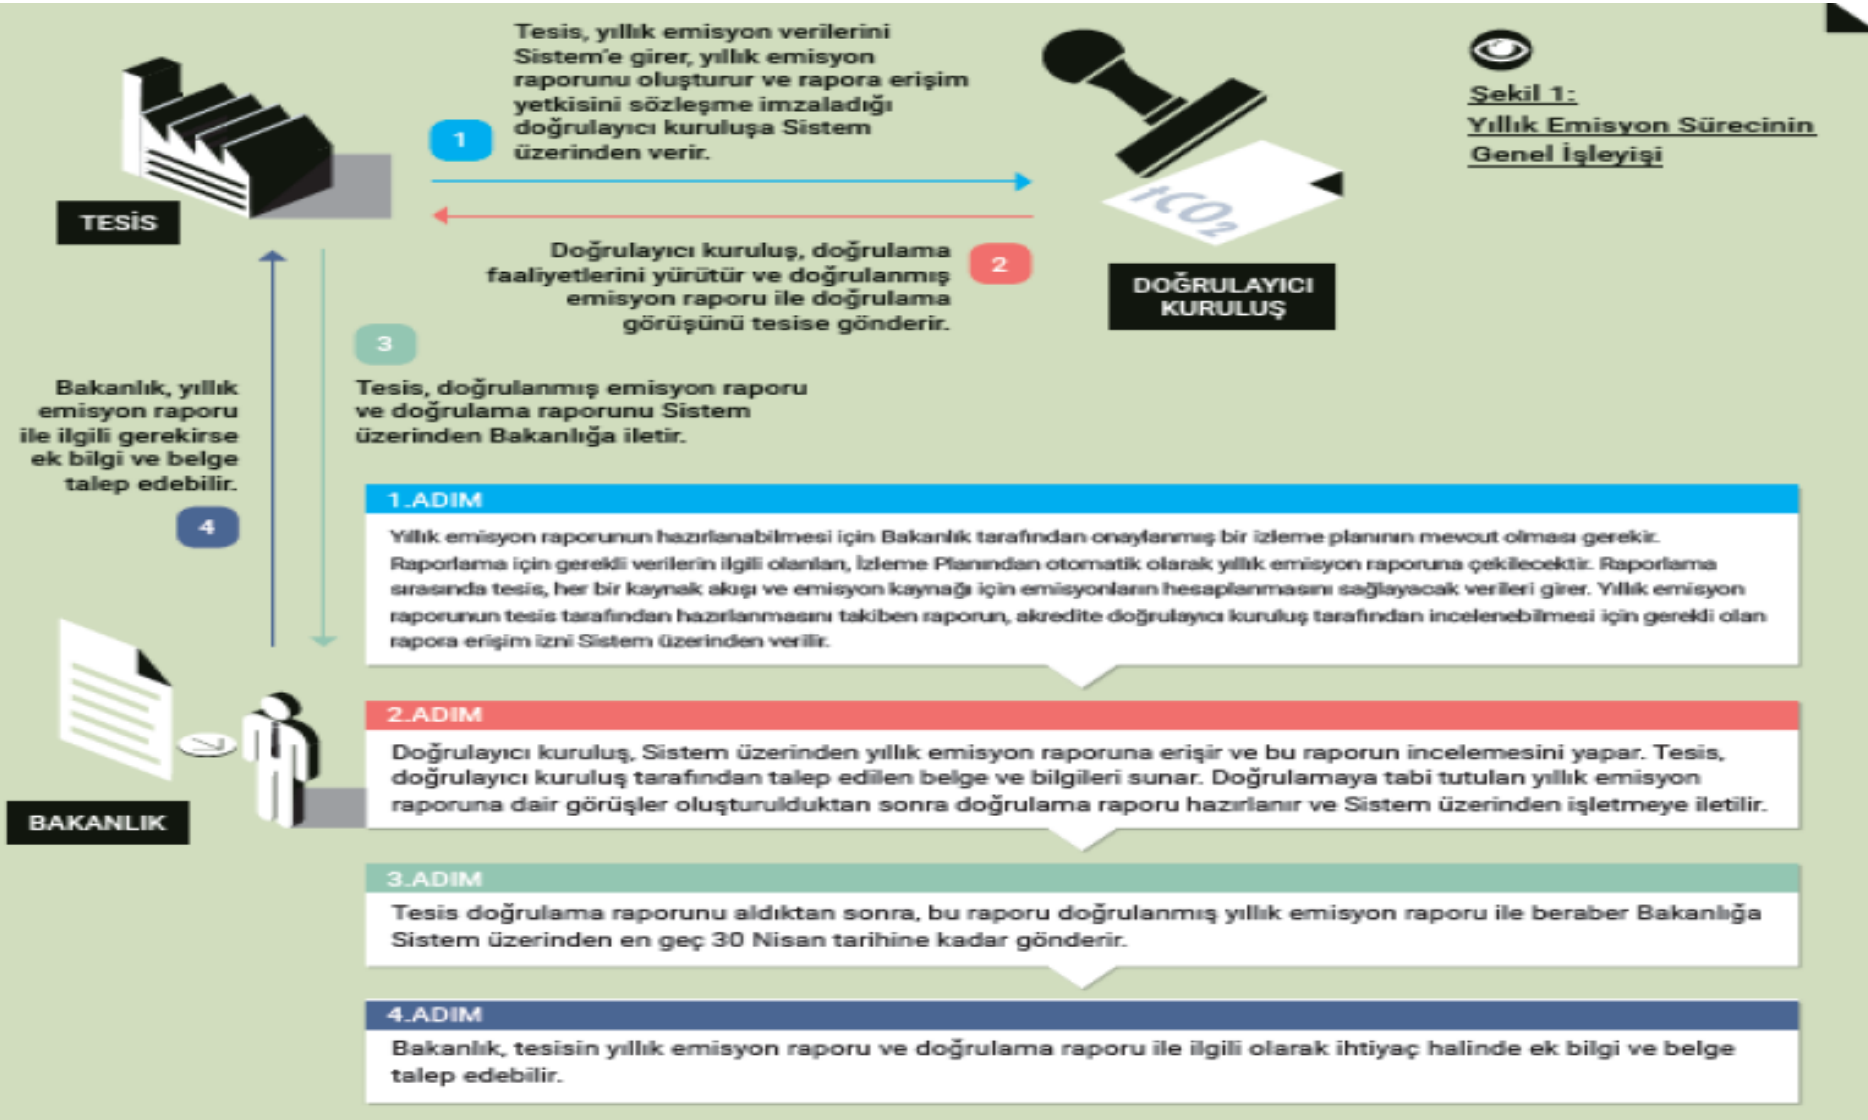 Tesis, yıllık emisyon verilerini
Sistem'e girer, yıllık emisyon
raporunu oluşturur ve rapora erişim
yetkisini sözleşme imzaladığı
doğrulayıcı kuruluşa Sistem
üzerinden verir.
1
Şekil 1:
Yıllık Emisyon Sürecinin
Genel İşleyişi
TESİS
tCO2
Doğrulayıcı kuruluş, doğrulama
faaliyetlerini yürütür ve doğrulanmış
emisyon raporu ile doğrulama
görüşünü tesise gönderir.
2
DOĞRULAYICI
KURULUŞ
3
Tesis, doğrulanmış emisyon raporu
ve doğrulama raporunu Sistem
üzerinden Bakanlığa iletir.
Bakanlık, yıllık
emisyon raporu
ile ilgili gerekirse
ek bilgi ve belge
talep edebilir.
4
BAKANLIK
1.ADIM
Yıllık emisyon raporunun hazırlanabilmesi için Bakanlık tarafından onaylanmış bir izleme planının mevcut olması gerekir.
Raporlama için gerekli verilerin ilgili olanları, İzleme Planından otomatik olarak yıllık emisyon raporuna çekilecektir. Raporlama
sırasında tesis, her bir kaynak akışı ve emisyon kaynağı için emisyonların hesaplanmasını sağlayacak verileri girer. Yıllık emisyon
raporunun tesis tarafından hazırlanmasını takiben raporun, akredite doğrulayıcı kuruluş tarafından incelenebilmesi için gerekli olan
rapora erişim izni Sistem üzerinden verilir.
2.ADIM
Doğrulayıcı kuruluş, Sistem üzerinden yıllık emisyon raporuna erişir ve bu raporun incelemesini yapar. Tesis,
doğrulayıcı kuruluş tarafından talep edilen belge ve bilgileri sunar. Doğrulamaya tabi tutulan yıllık emisyon
raporuna dair görüşler oluşturulduktan sonra doğrulama raporu hazırlanır ve Sistem üzerinden işletmeye iletilir.
3.ADIM
Tesis doğrulama raporunu aldıktan sonra, bu raporu doğrulanmış yıllık emisyon raporu ile beraber Bakanlığa
Sistem üzerinden en geç 30 Nisan tarihine kadar gönderir.
4.ADIM
Bakanlık, tesisin yıllık emisyon raporu ve doğrulama raporu ile ilgili olarak ihtiyaç halinde ek bilgi ve belge
talep edebilir.